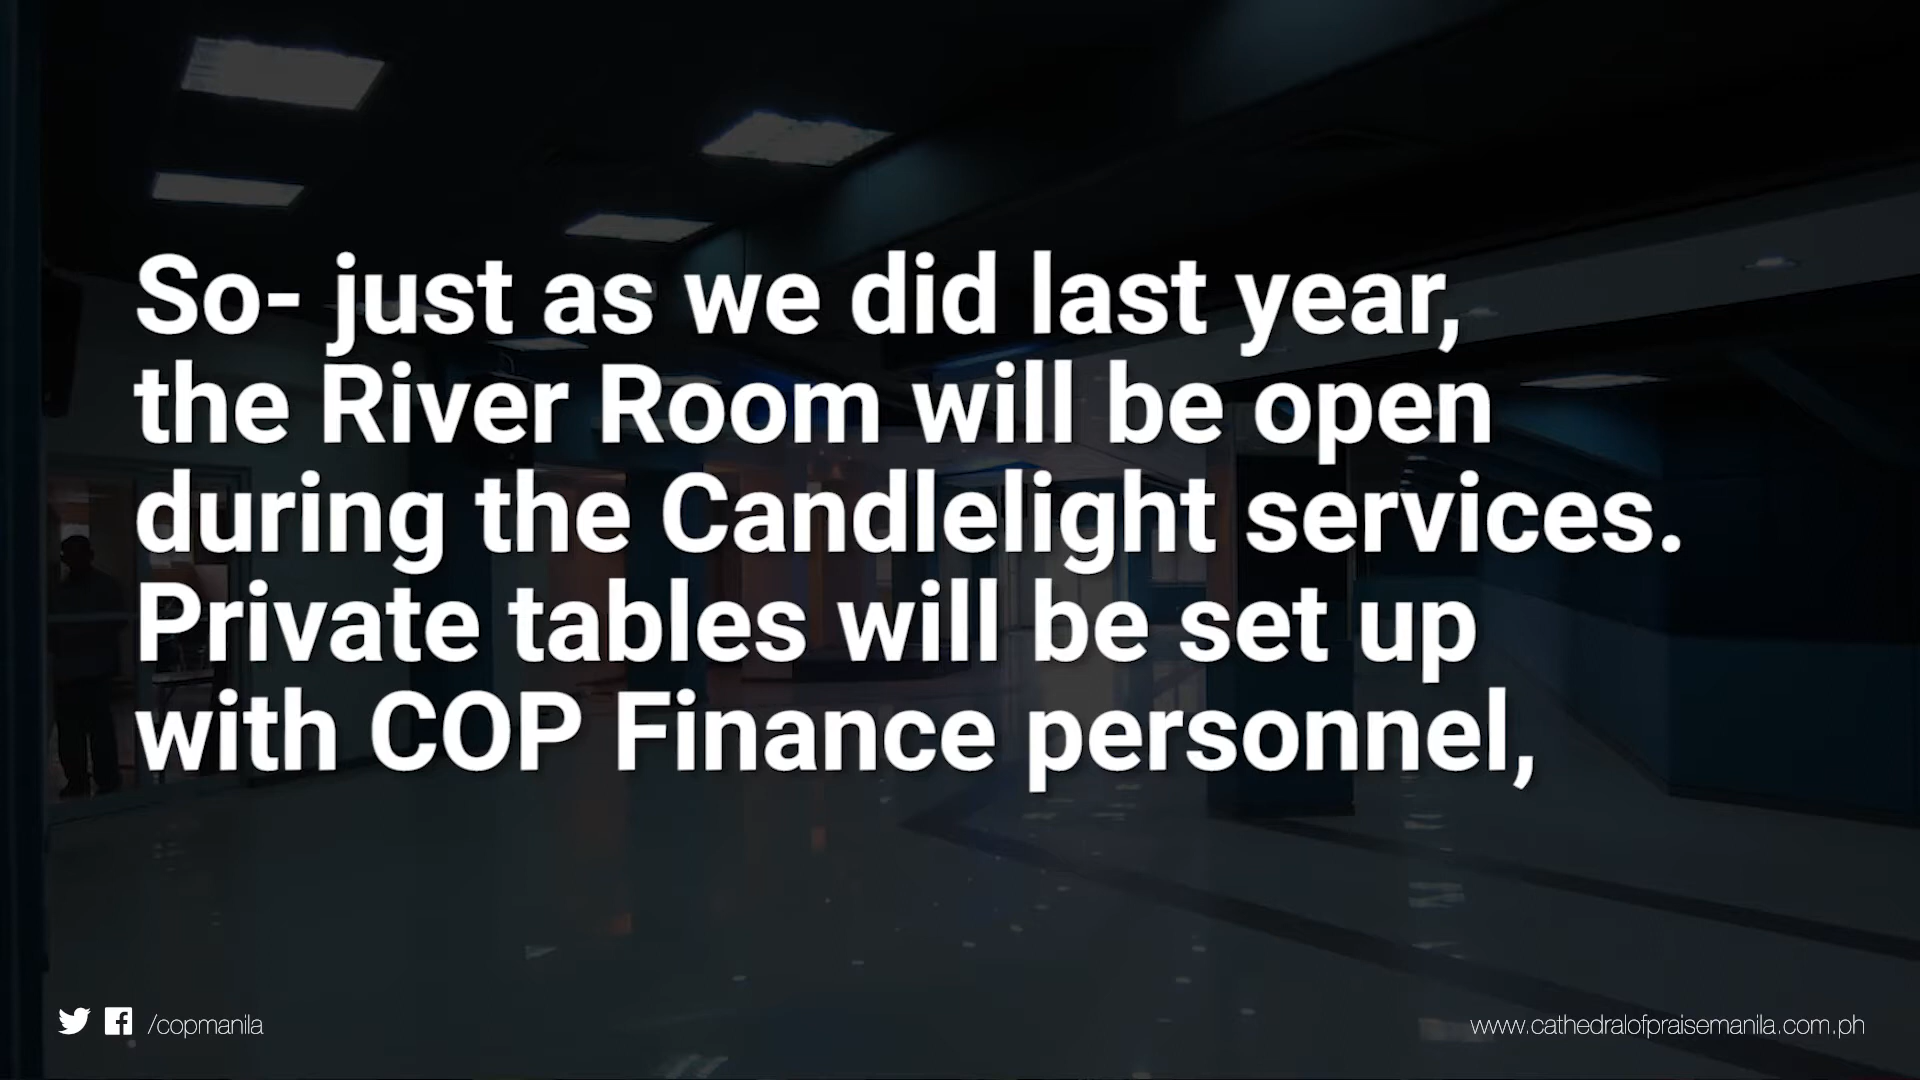 So- just as we did last year,
the River Room will be open
during the Candlelight services.
Private tables will be set up
with COP Finance personnel,
/copmanila
www.cathedralofpraisemanila.com.ph